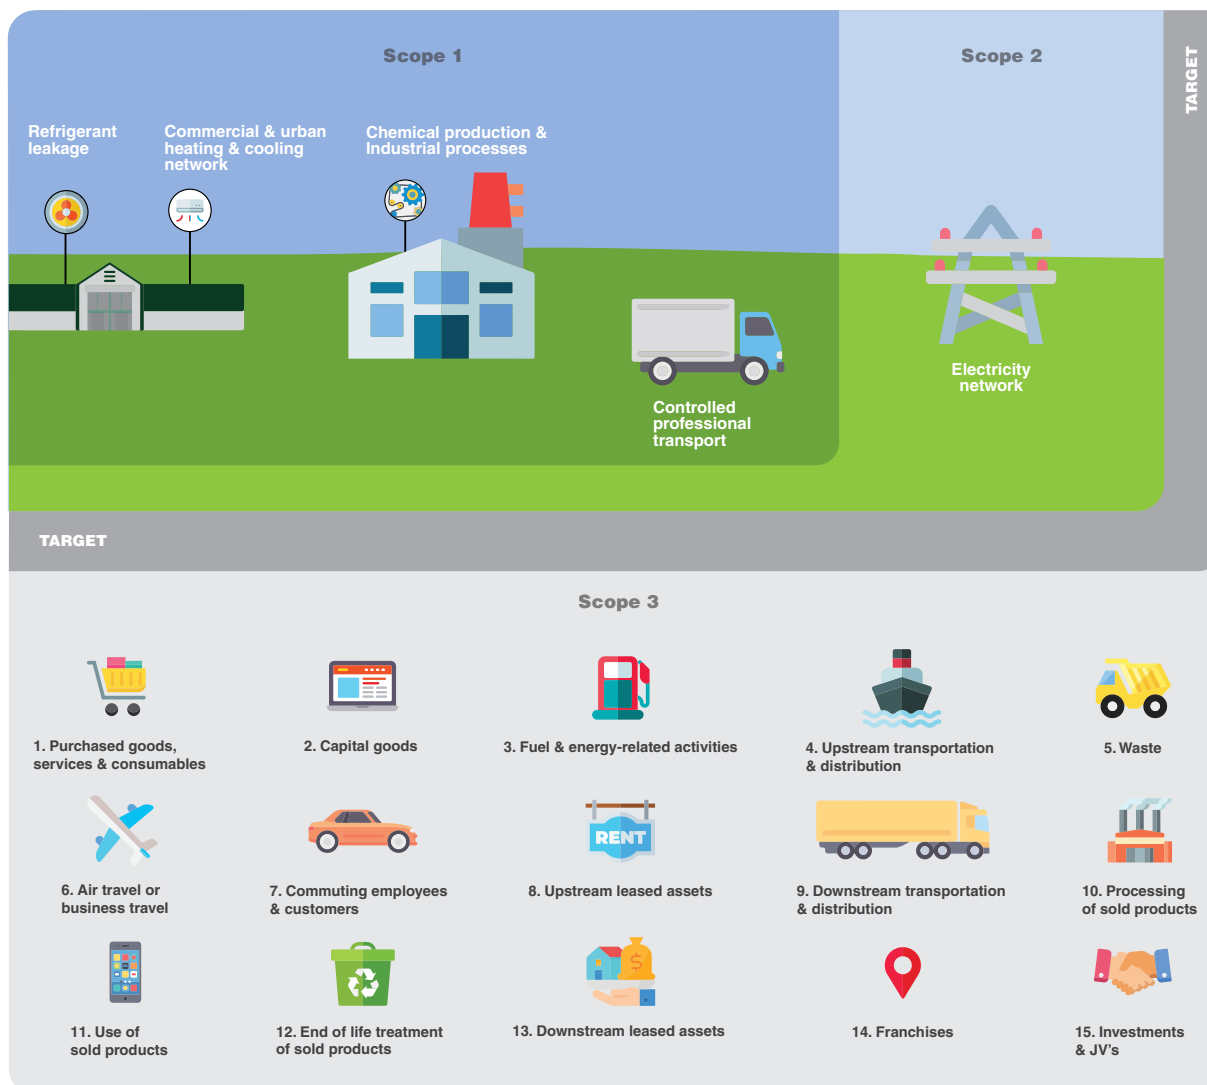 Scope 1
Scope 2
TARGET
Refrigerant
leakage
Commercial & urban
heating & cooling
network
Chemical production &
Industrial processes
Controlled
professional
transport
Electricity
network
TARGET
Scope 3
1. Purchased goods,
services & consumables
2. Capital goods
3. Fuel & energy-related activities
4. Upstream transportation
& distribution
5. Waste
6. Air travel or
business travel
7. Commuting employees
& customers
RENT
8. Upstream leased assets
9. Downstream transportation
& distribution
10. Processing
of sold products
11. Use of
sold products
12. End of life treatment
of sold products
$
13. Downstream leased assets
14. Franchises
15. Investments
& JV's